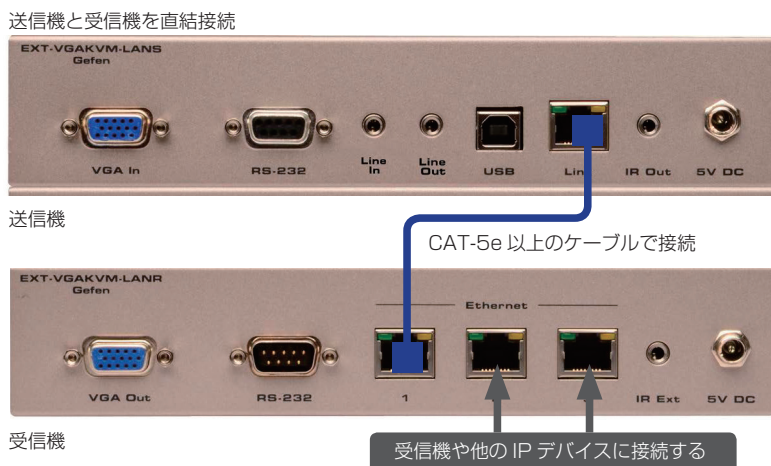 送信機と受信機を直結接続
EXT-VGAKVM-LANS
Gefen
VGA In
RS-232
Line In
Line Out
USB
Lin
IR Out
5V DC
送信機
CAT-5e 以上のケーブルで接続
EXT-VGAKVM-LANR
Gefen
Ethernet
VGA Out
RS-232
1
IR Ext
5V DC
受信機
受信機や他の IP デバイスに接続する